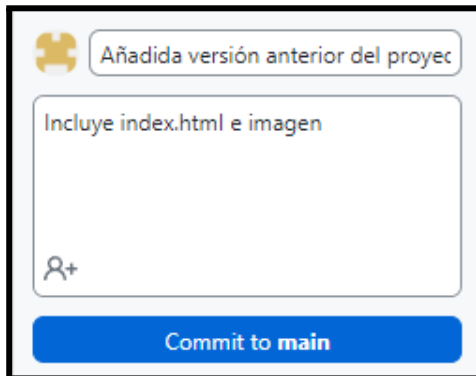 Añadida versión anterior del proyec
Incluye index.html e imagen
Commit to main